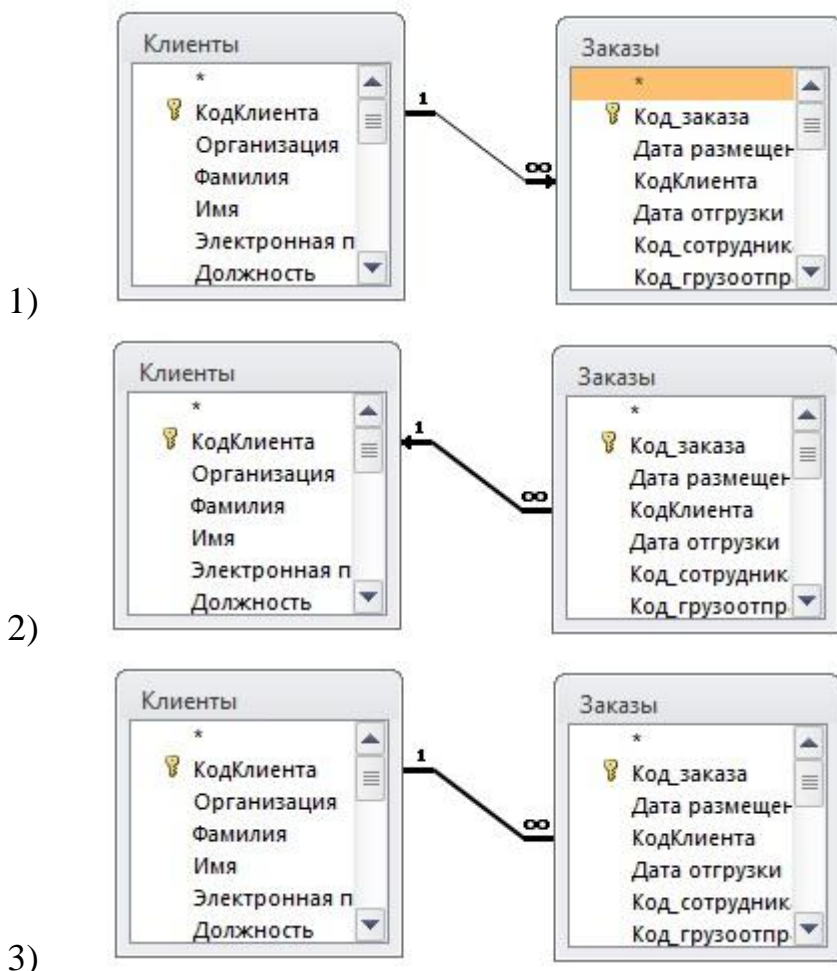 Клиенты
*
КодКлиента
Организация
Фамилия
Имя
Электронная п
Должность
1
∞
Заказы
*
Код_заказа
Дата размещен
КодКлиента
Дата отгрузки
Код_сотрудник
Код_грузоотпр
1)
Клиенты
*
КодКлиента
Организация
Фамилия
Имя
Электронная п
Должность
1
∞
Заказы
*
Код_заказа
Дата размещен
КодКлиента
Дата отгрузки
Код_сотрудник
Код_грузоотпр
2)
Клиенты
*
КодКлиента
Организация
Фамилия
Имя
Электронная п
Должность
1
∞
Заказы
*
Код_заказа
Дата размещен
КодКлиента
Дата отгрузки
Код_сотрудник
Код_грузоотпр
3)